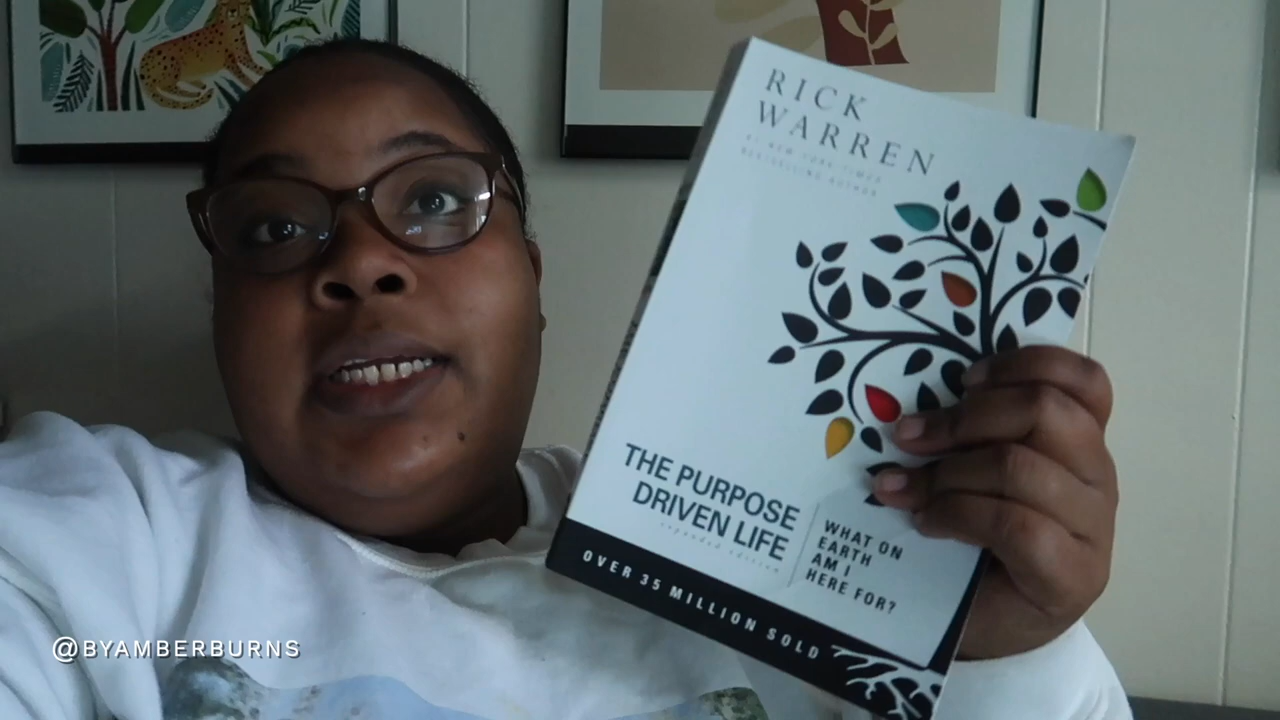 RICK
WARREN
#1 NEW YORK TIMES
BESTSELLING AUTHOR
THE PURPOSE
DRIVEN LIFE
expanded edition
WHAT ON
EARTH
AM I
HERE FOR?
OVER 35 MILLION SOLD
@BYAMBERBURNS